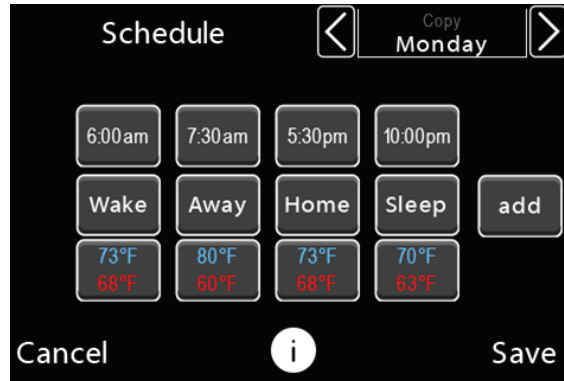 Schedule
Copy
Monday
6:00am 7:30am 5:30pm 10:00pm
Wake Away Home Sleep add
73°F 80°F 73°F 70°F
68°F 60°F 68°F 63°F
Cancel i Save